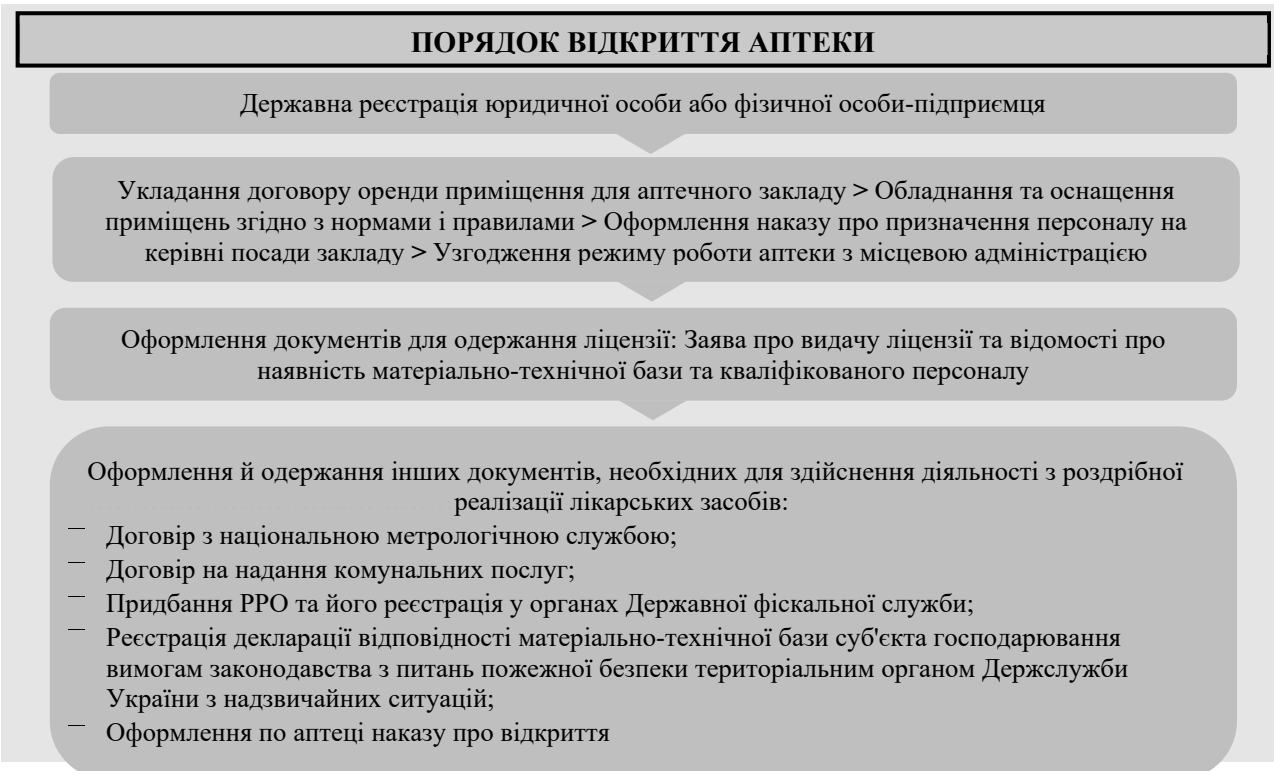 ПОРЯДОК ВІДКРИТТЯ АПТЕКИ
Державна реєстрація юридичної особи або фізичної особи-підприємця
Укладання договору оренди приміщення для аптечного закладу > Обладнання та оснащення
приміщень згідно з нормами і правилами > Оформлення наказу про призначення персоналу на
керівні посади закладу > Узгодження режиму роботи аптеки з місцевою адміністрацією
Оформлення документів для одержання ліцензії: Заява про видачу ліцензії та відомості про
наявність матеріально-технічної бази та кваліфікованого персоналу
Оформлення й одержання інших документів, необхідних для здійснення діяльності з роздрібної
реалізації лікарських засобів:
― Договір з національною метрологічною службою;
― Договір на надання комунальних послуг;
― Придбання РРО та його реєстрація у органах Державної фіскальної служби;
― Реєстрація декларації відповідності матеріально-технічної бази суб'єкта господарювання
вимогам законодавства з питань пожежної безпеки територіальним органом Держслужби
України з надзвичайних ситуацій;
― Оформлення по аптеці наказу про відкриття